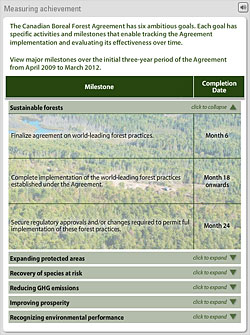 Measuring achievement
The Canadian Boreal Forest Agreement has six ambitious goals. Each goal has
specific activities and milestones that enable tracking the Agreement
implementation and evaluating its effectiveness over time.
View major milestones over the initial three-year period of the Agreement
from April 2009 to March 2012.
Milestone
Completion
Date
Sustainable forests
click to collapse
Finalize agreement on world-leading forest practices.
Month 6
Complete implementation of the world-leading forest practices
established under the Agreement.
Month 18
onwards
Secure regulatory approvals and/or changes required to permit ful
implementation of these forest practices.
Month 24
Expanding protected areas
click to expand
Recovery of species at risk
click to expand
Reducing GHG emissions
click to expand
Improving prosperity
click to expand
Recognizing environmental performance
click to expand